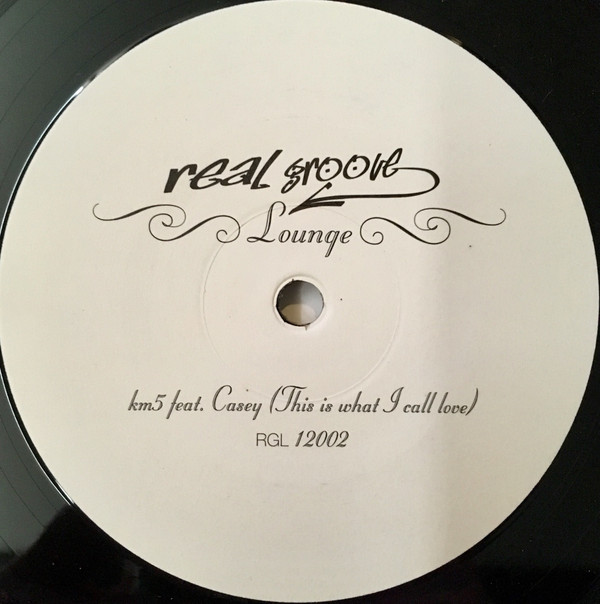 real groove
Lounge
km5 feat. Casey (This is what I call love)
RGL 12002